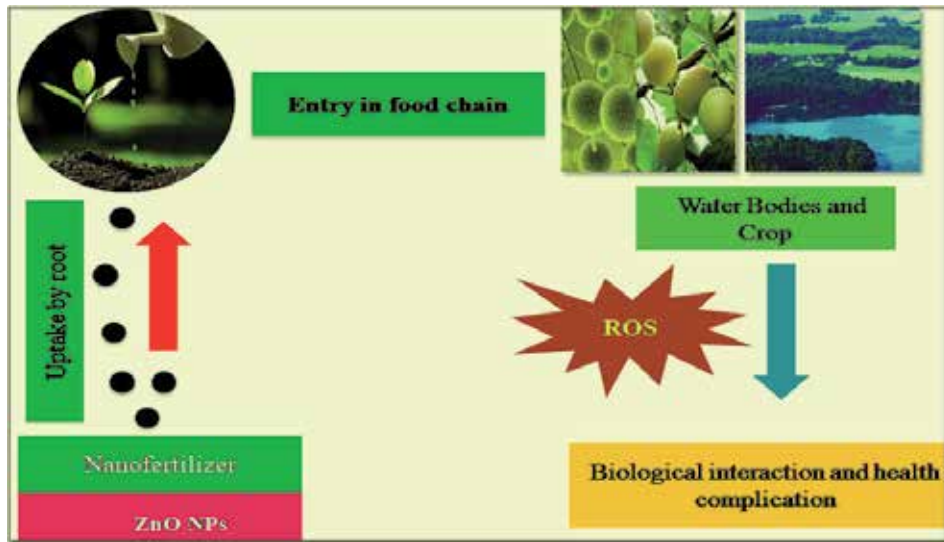 Entry in food chain
Water Bodies and
Crop
Uptake by root
ROS
Nanofertilizer
ZnO NPs
Biological interaction and health
complication